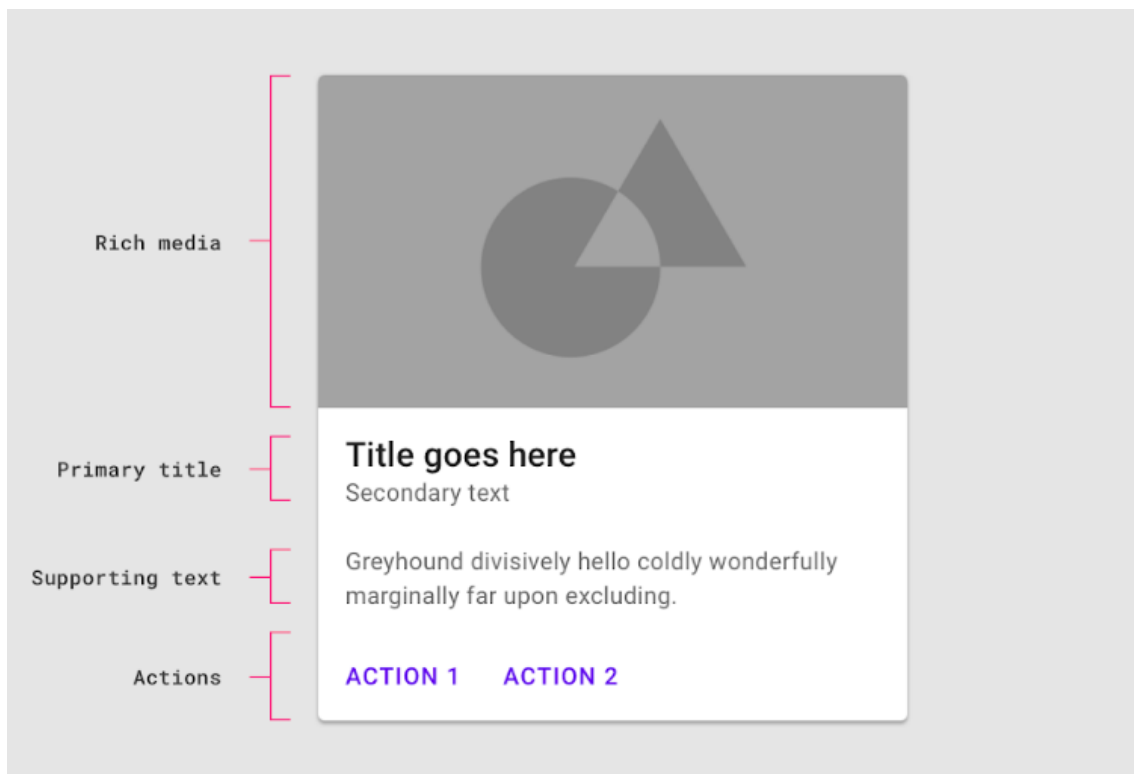 Rich media
Primary title
Title goes here
Secondary text
Supporting text
Greyhound divisively hello coldly wonderfully
marginally far upon excluding.
Actions
ACTION 1
ACTION 2